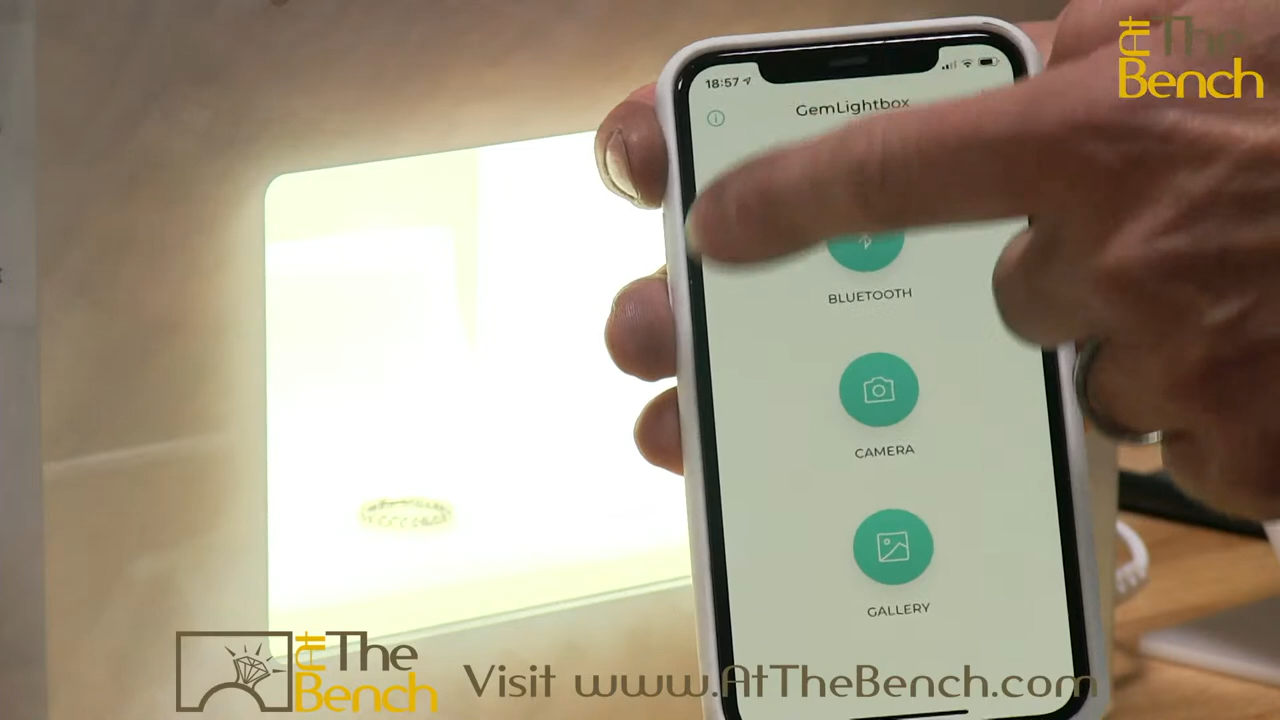 At The
Bench
18:57
GemLightbox
BLUETOOTH
CAMERA
GALLERY
At The
Bench
Visit www.AtTheBench.com